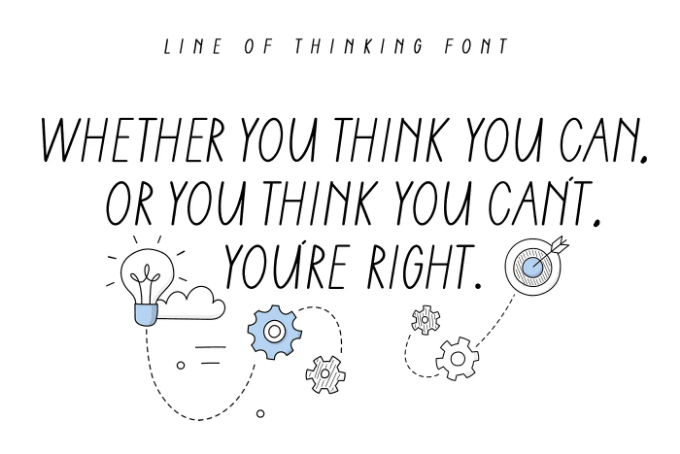 LINE OF THINKING FONT
WHETHER YOU THINK YOU CAN.
OR YOU THINK YOU CAN'T.
YOU'RE RIGHT.